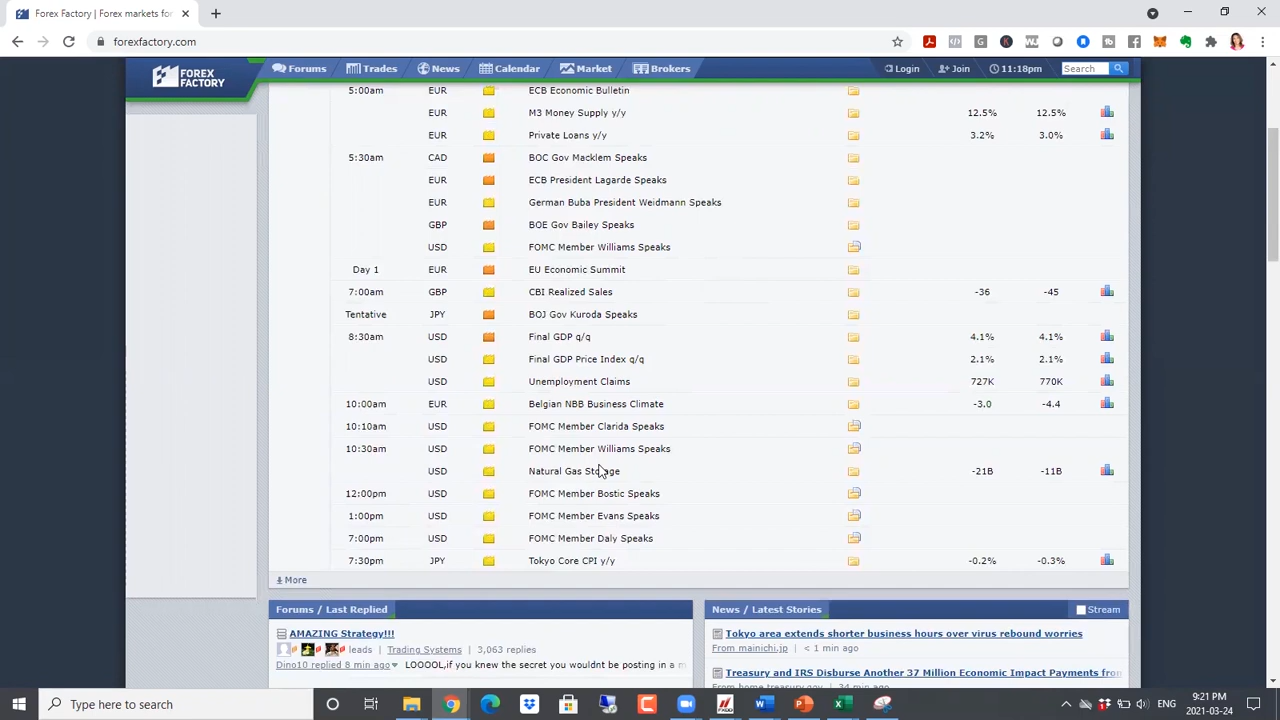 Forex Factory | Forex markets for
forexfactory.com
FOREX FACTORY
Forums Trades News Calendar Market Brokers Login Join 11:18pm Search
5:00am EUR ECB Economic Bulletin
EUR M3 Money Supply y/y 12.5% 12.5%
EUR Private Loans y/y 3.2% 3.0%
5:30am CAD BOC Gov Macklem Speaks
EUR ECB President Lagarde Speaks
EUR German Buba President Weidmann Speaks
GBP BOE Gov Bailey Speaks
USD FOMC Member Williams Speaks
Day 1 EUR EU Economic Summit
7:00am GBP CBI Realized Sales -36 -45
Tentative JPY BOJ Gov Kuroda Speaks
8:30am USD Final GDP q/q 4.1% 4.1%
USD Final GDP Price Index q/q 2.1% 2.1%
USD Unemployment Claims 727K 770K
10:00am EUR Belgian NBB Business Climate -3.0 -4.4
10:10am USD FOMC Member Clarida Speaks
10:30am USD FOMC Member Williams Speaks
USD Natural Gas Storage -21B -11B
12:00pm USD FOMC Member Bostic Speaks
1:00pm USD FOMC Member Evans Speaks
7:00pm USD FOMC Member Daly Speaks
7:30pm JPY Tokyo Core CPI y/y -0.2% -0.3%
More
Forums / Last Replied
AMAZING Strategy!!!
leads | Trading Systems | 3,063 replies
Dino10 replied 8 min ago LOOOOL,if you knew the secret you wouldnt be posting in a m
News / Latest Stories Stream
Tokyo area extends shorter business hours over virus rebound worries
From mainichi.jp | < 1 min ago
Treasury and IRS Disburse Another 37 Million Economic Impact Payments from
From home.treasury.gov | 34 min ago
Type here to search
ENG
9:21 PM
2021-03-24